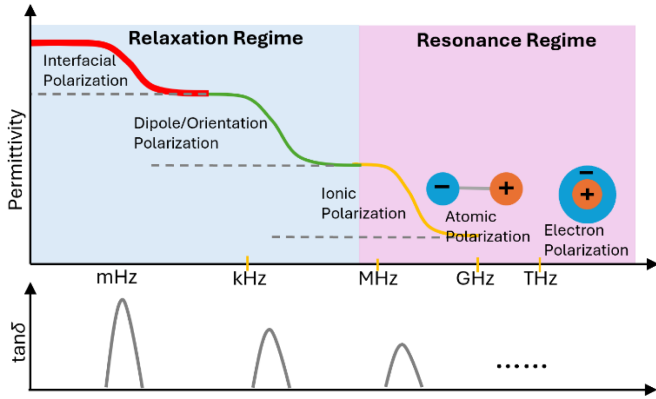 Relaxation Regime
Resonance Regime
Interfacial
Polarization
Dipole/Orientation
Polarization
Ionic
Polarization
−
+
Atomic
Polarization
−
+
Electron
Polarization
Permittivity
mHz
kHz
MHz
GHz
THz
tanδ
......